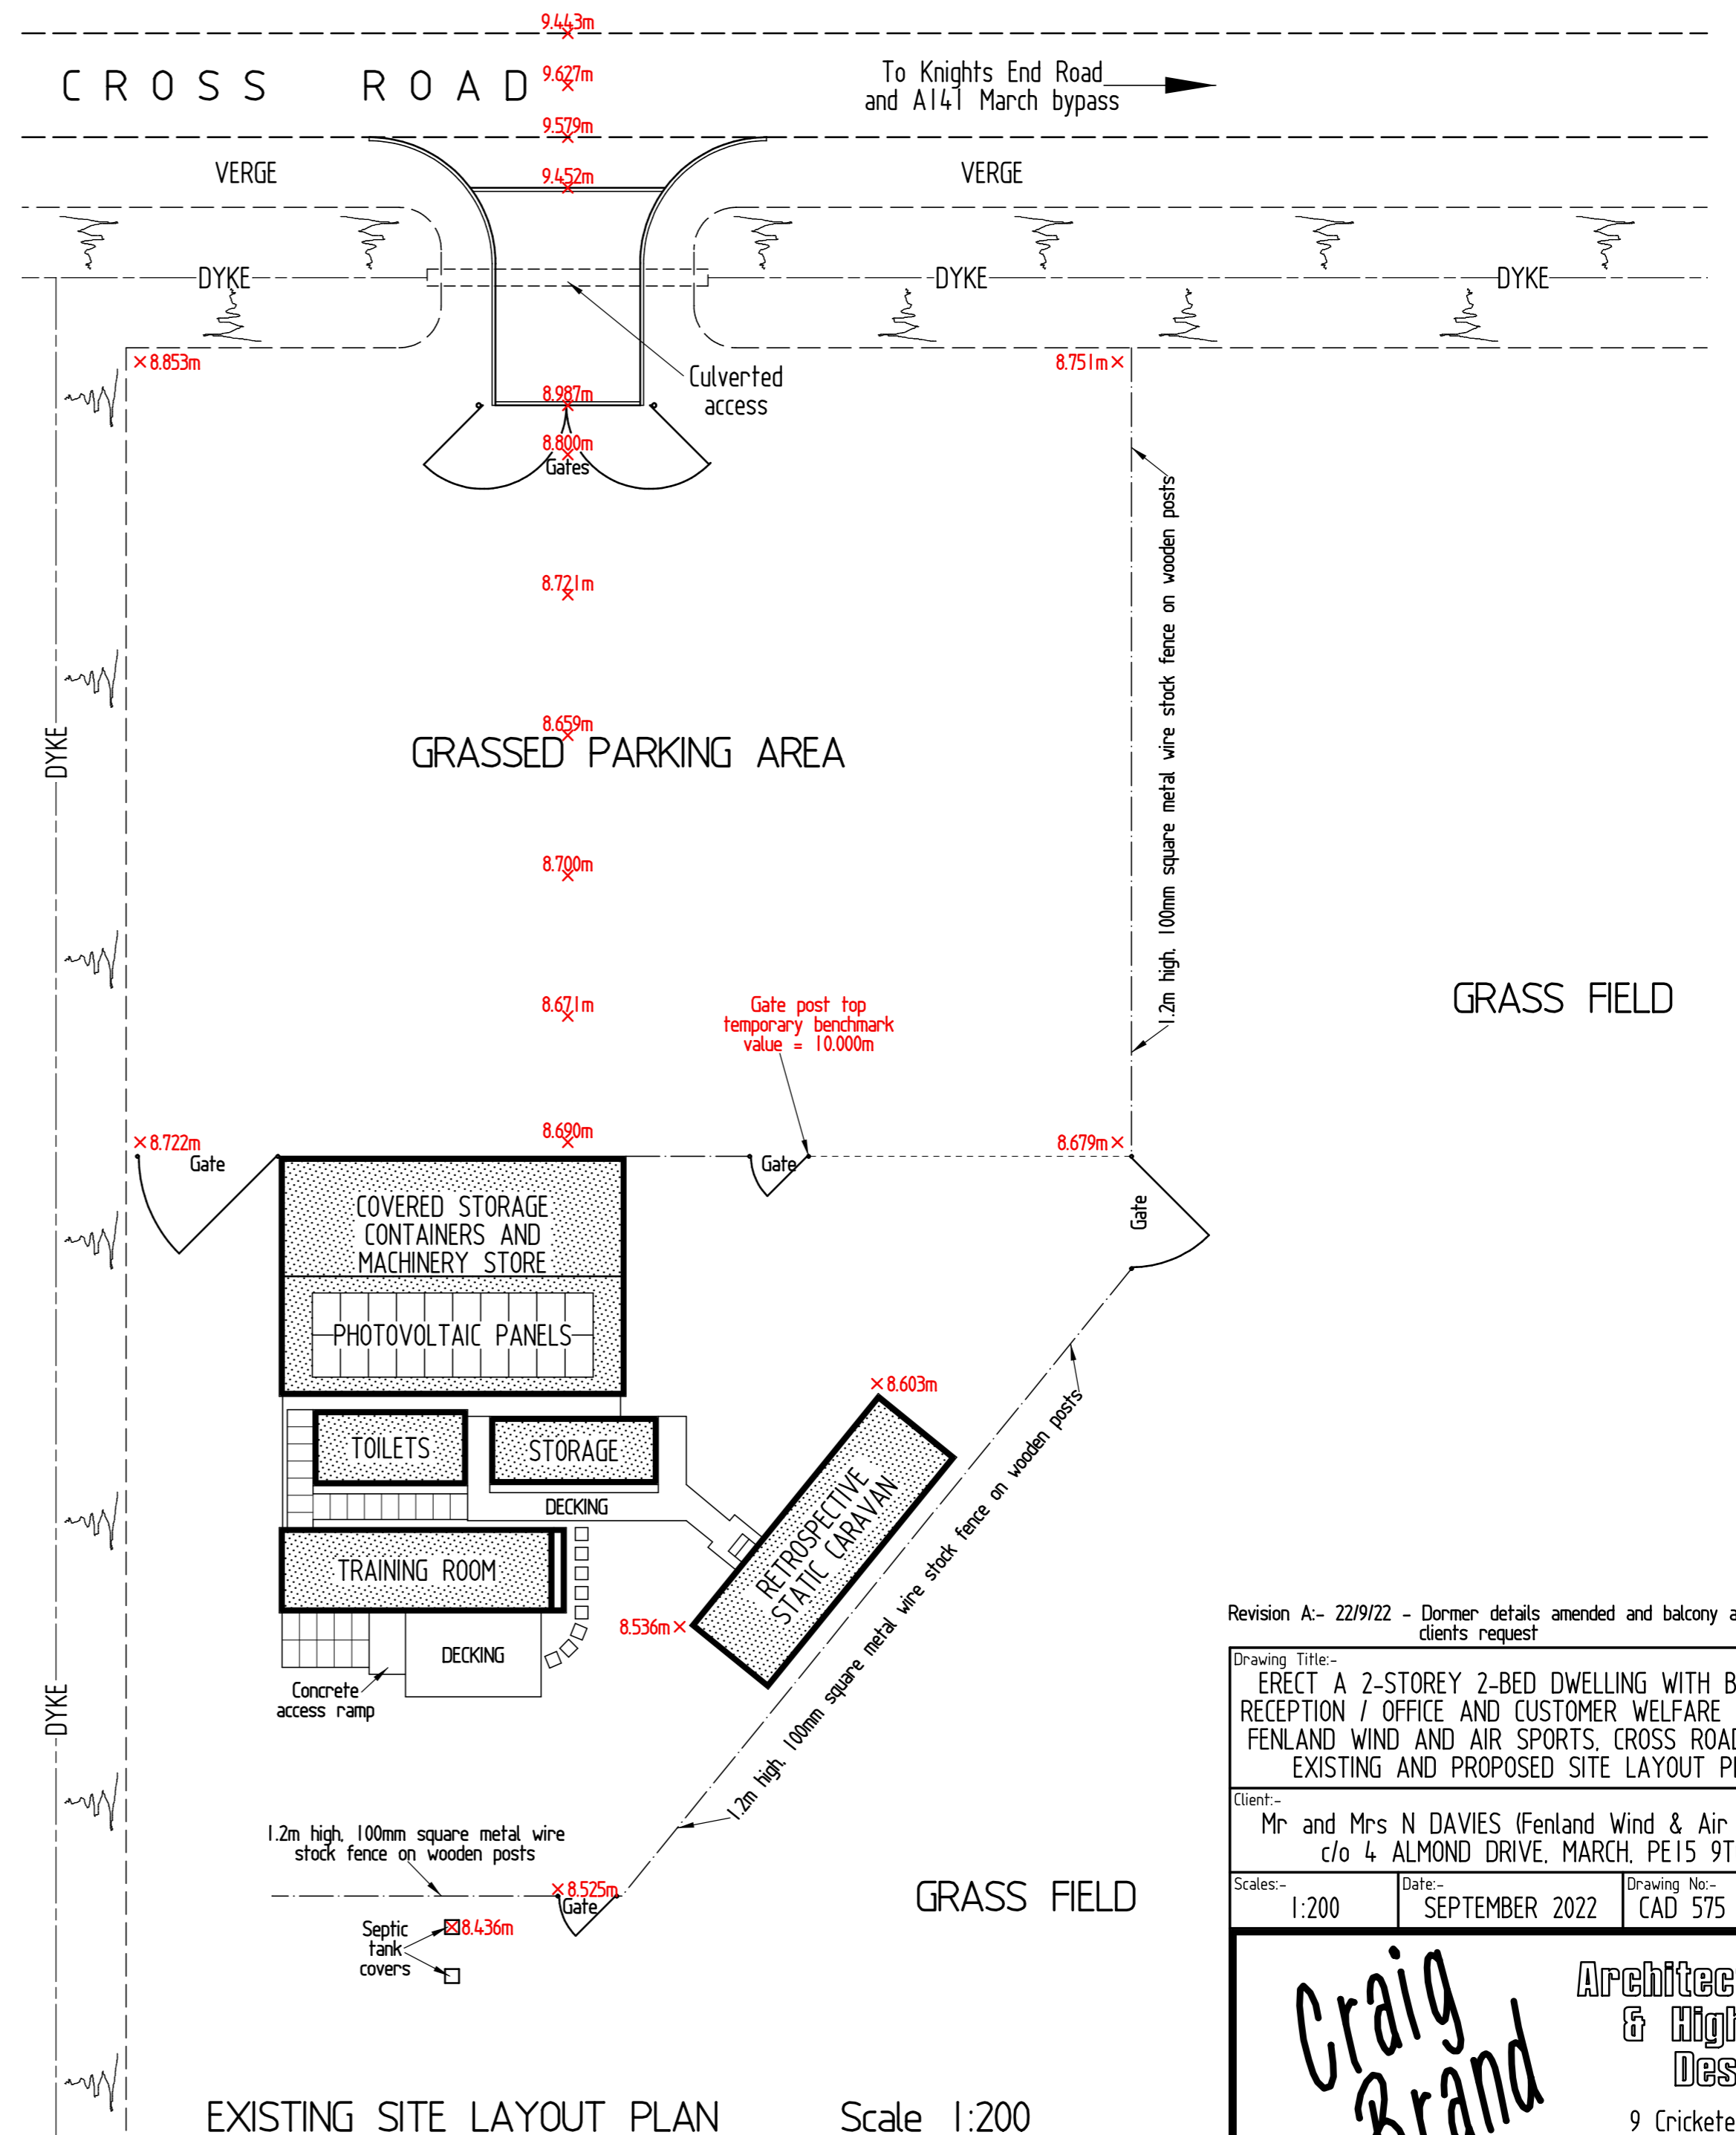 9.443m
CROSS ROAD
9.627m
To Knights End Road
and A141 March bypass
9.579m
VERGE
9.452m
VERGE
DYKE
DYKE
DYKE
8.853m
8.751m
Culverted
access
8.987m
8.800m
Gates
1.2m high, 100mm square metal wire stock fence on wooden posts
8.721m
DYKE
8.659m
GRASSED PARKING AREA
8.700m
GRASS FIELD
8.671m
Gate post top
temporary benchmark
value = 10.000m
8.722m
Gate
8.690m
Gate
8.679m
Gate
COVERED STORAGE
CONTAINERS AND
MACHINERY STORE
PHOTOVOLTAIC PANELS
8.603m
TOILETS
STORAGE
DECKING
RETROSPECTIVE
STATIC CARAVAN
TRAINING ROOM
8.536m
DECKING
Concrete
access ramp
DYKE
1.2m high, 100mm square metal wire stock fence on wooden posts
1.2m high, 100mm square metal wire
stock fence on wooden posts
8.525m
Gate
Septic
tank
covers
8.436m
GRASS FIELD
Revision A:- 22/9/22 - Dormer details amended and balcony a
clients request
Drawing Title:-
ERECT A 2-STOREY 2-BED DWELLING WITH B
RECEPTION / OFFICE AND CUSTOMER WELFARE
FENLAND WIND AND AIR SPORTS, CROSS ROAD
EXISTING AND PROPOSED SITE LAYOUT P
Client:-
Mr and Mrs N DAVIES (Fenland Wind & Air
c/o 4 ALMOND DRIVE, MARCH, PE15 9T
Scales:-
1:200
Date:-
SEPTEMBER 2022
Drawing No:-
CAD 575
Craig
Brand
Architec
& High
Des
9 Crickete
EXISTING SITE LAYOUT PLAN Scale 1:200